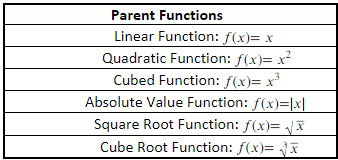 Parent Functions
Linear Function: f(x)= x
Quadratic Function: f(x)= x²
Cubed Function: f(x)= x³
Absolute Value Function: f(x)=|x|
Square Root Function: f(x)= √x
Cube Root Function: f(x)= ∛x